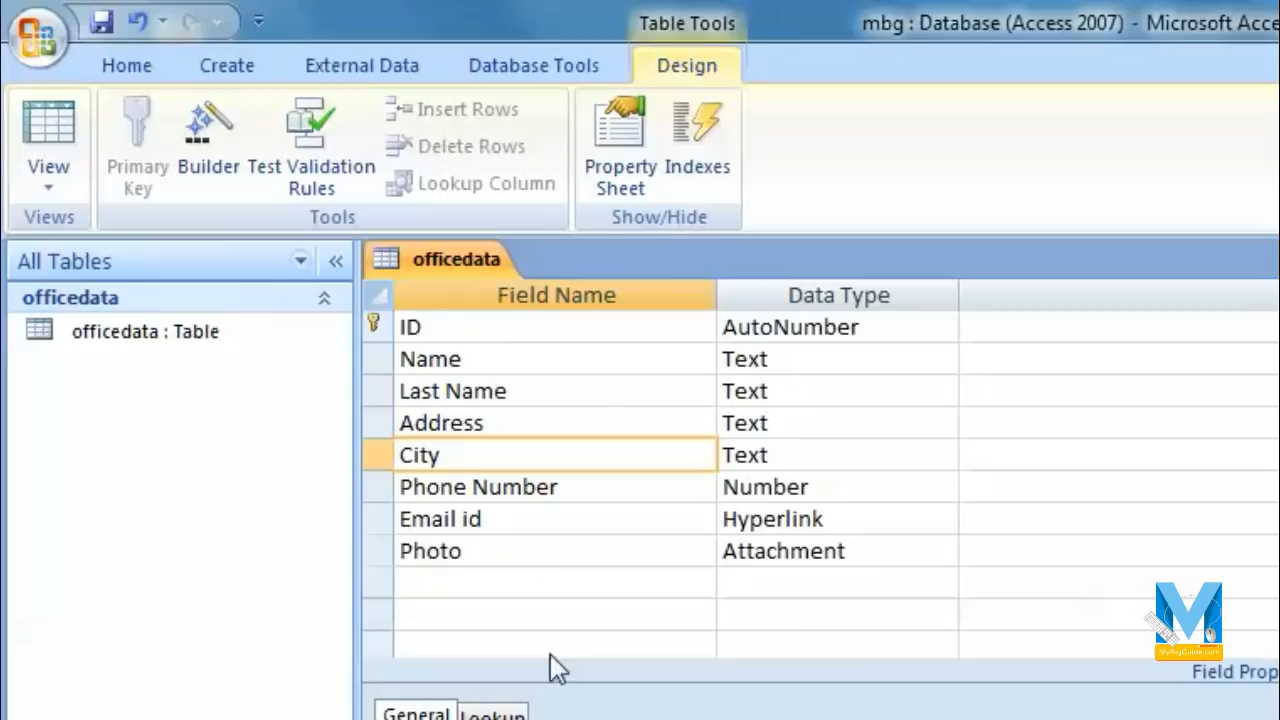 Table Tools
mbg : Database (Access 2007) - Microsoft Acce
Home Create External Data Database Tools Design
View
Primary Key
Builder
Test Validation Rules
Insert Rows
Delete Rows
Lookup Column
Property Sheet
Indexes
Views
Tools
Show/Hide
All Tables
officedata
officedata : Table
officedata
Field Name Data Type
ID AutoNumber
Name Text
Last Name Text
Address Text
City Text
Phone Number Number
Email id Hyperlink
Photo Attachment
MyBigGuide.com
Field Prop
General Lookup